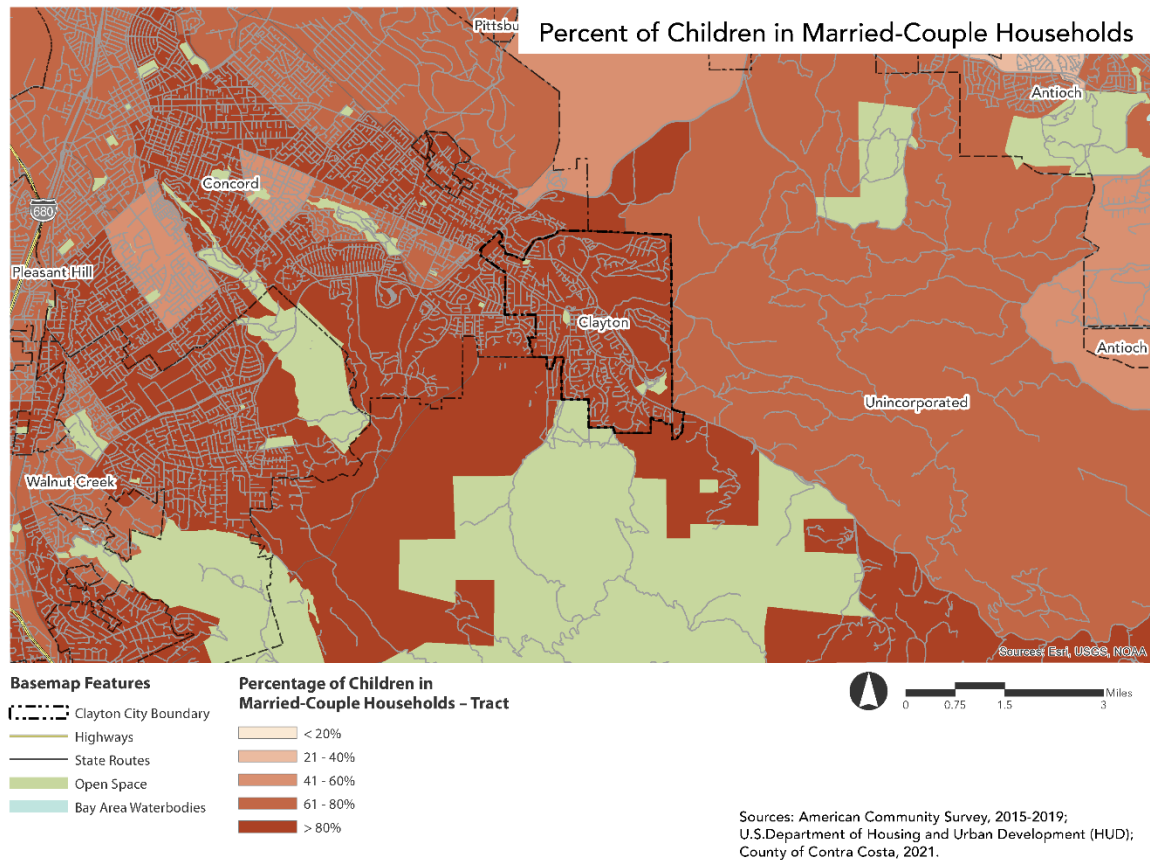 Percent of Children in Married-Couple Households
Pittsbu
Antioch
Concord
680
Pleasant Hill
Clayton
Antioch
Unincorporated
Walnut Creek
Sources: Esri, USGS, NOAA
Basemap Features
Clayton City Boundary
Highways
State Routes
Open Space
Bay Area Waterbodies
Percentage of Children in
Married-Couple Households – Tract
< 20%
21 - 40%
41 - 60%
61 - 80%
> 80%
Miles
0 0.75 1.5 3
Sources: American Community Survey, 2015-2019;
U.S.Department of Housing and Urban Development (HUD);
County of Contra Costa, 2021.